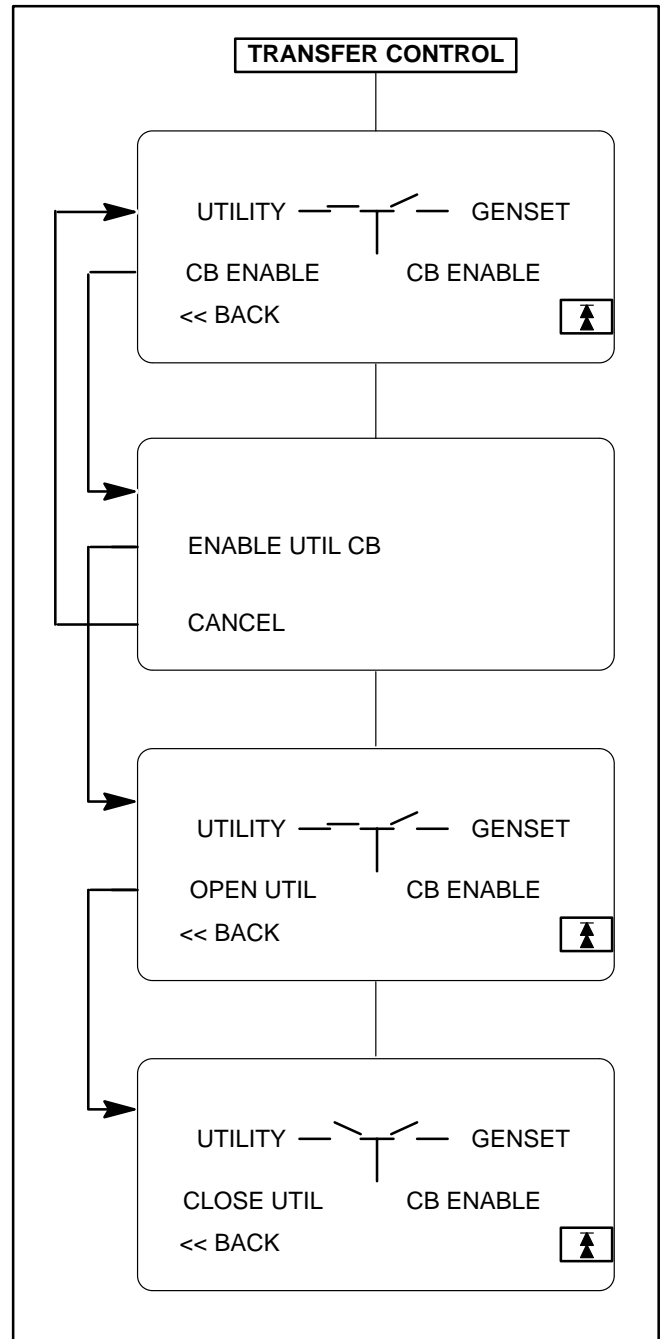 TRANSFER CONTROL
UTILITY GENSET
CB ENABLE CB ENABLE
<< BACK
ENABLE UTIL CB
CANCEL
UTILITY GENSET
OPEN UTIL CB ENABLE
<< BACK
UTILITY GENSET
CLOSE UTIL CB ENABLE
<< BACK